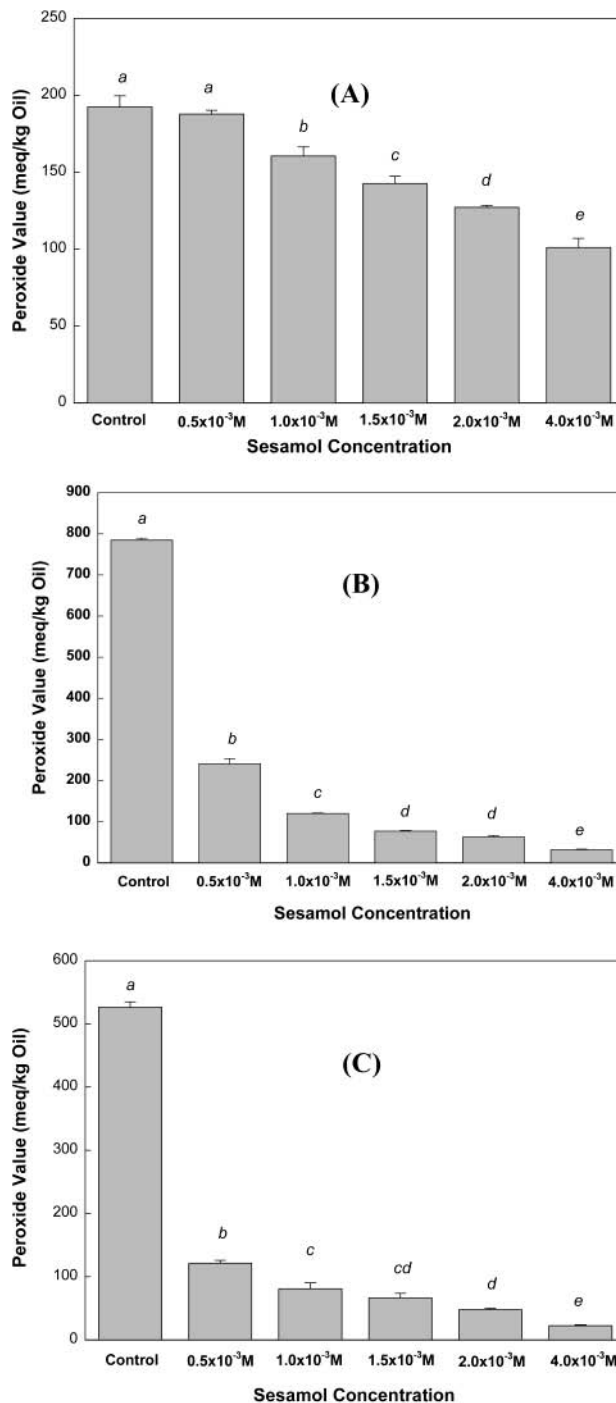 250
200
150
100
50
0
Peroxide Value (meq/kg Oil)
(A)
a
a
b
c
d
e
Control 0.5x10⁻³M 1.0x10⁻³M 1.5x10⁻³M 2.0x10⁻³M 4.0x10⁻³M
Sesamol Concentration
900
800
700
600
500
400
300
200
100
0
Peroxide Value (meq/kg Oil)
(B)
a
b
c
d
d
e
Control 0.5x10⁻³M 1.0x10⁻³M 1.5x10⁻³M 2.0x10⁻³M 4.0x10⁻³M
Sesamol Concentration
600
500
400
300
200
100
0
Peroxide Value (meq/kg Oil)
(C)
a
b
c
cd
d
e
Control 0.5x10⁻³M 1.0x10⁻³M 1.5x10⁻³M 2.0x10⁻³M 4.0x10⁻³M
Sesamol Concentration